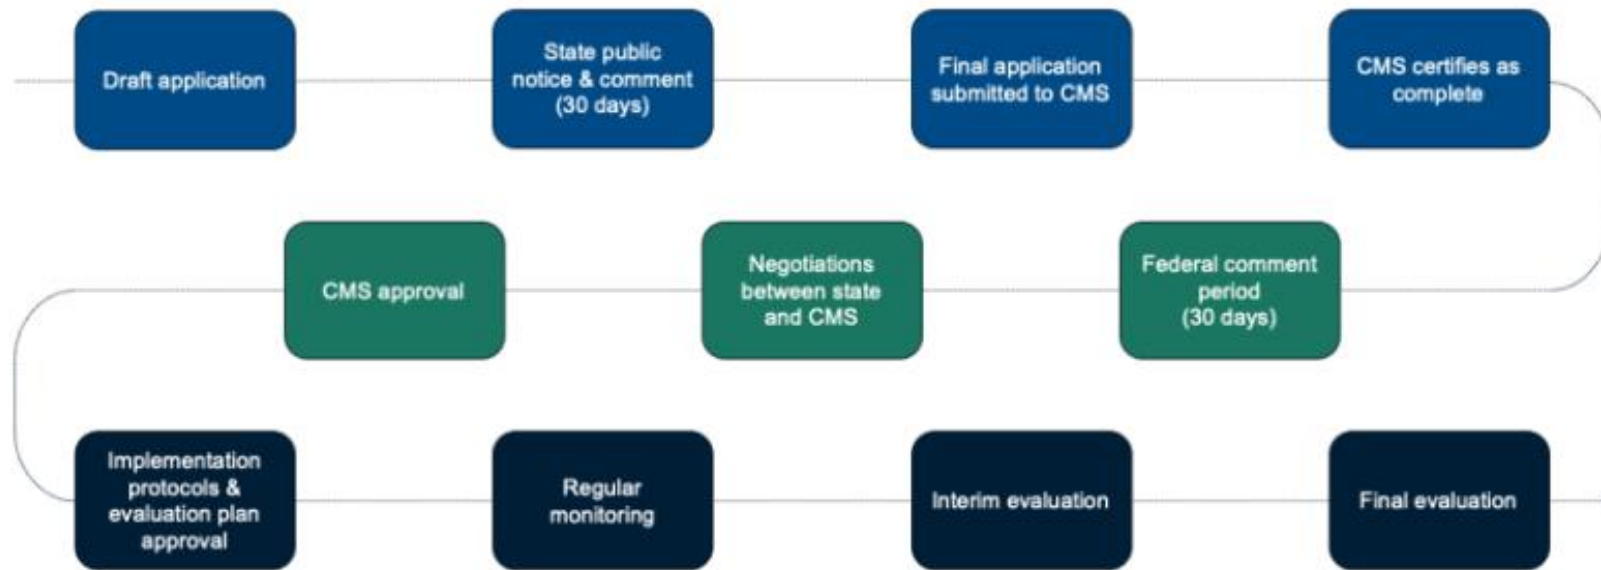 Draft application
State public
notice & comment
(30 days)
Final application
submitted to CMS
CMS certifies as
complete
Federal comment
period
(30 days)
Negotiations
between state
and CMS
CMS approval
Implementation
protocols &
evaluation plan
approval
Regular
monitoring
Interim evaluation
Final evaluation